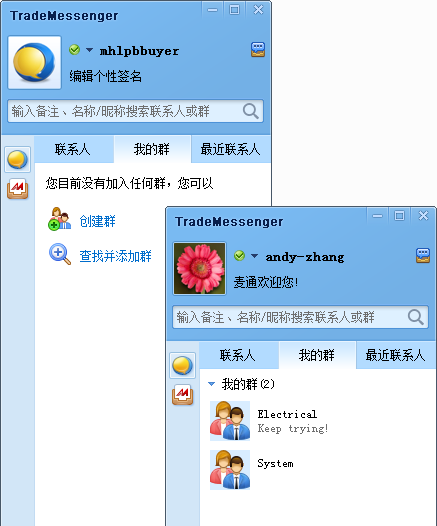 TradeMessenger
mhlpbbuyer
编辑个性签名
输入备注、名称/昵称搜索联系人或群
联系人 我的群 最近联系人
您目前没有加入任何群，您可以
创建群
查找并添加群
TradeMessenger
andy-zhang
麦通欢迎您!
输入备注、名称/昵称搜索联系人或群
联系人 我的群 最近联系人
我的群(2)
Electrical
Keep trying!
System